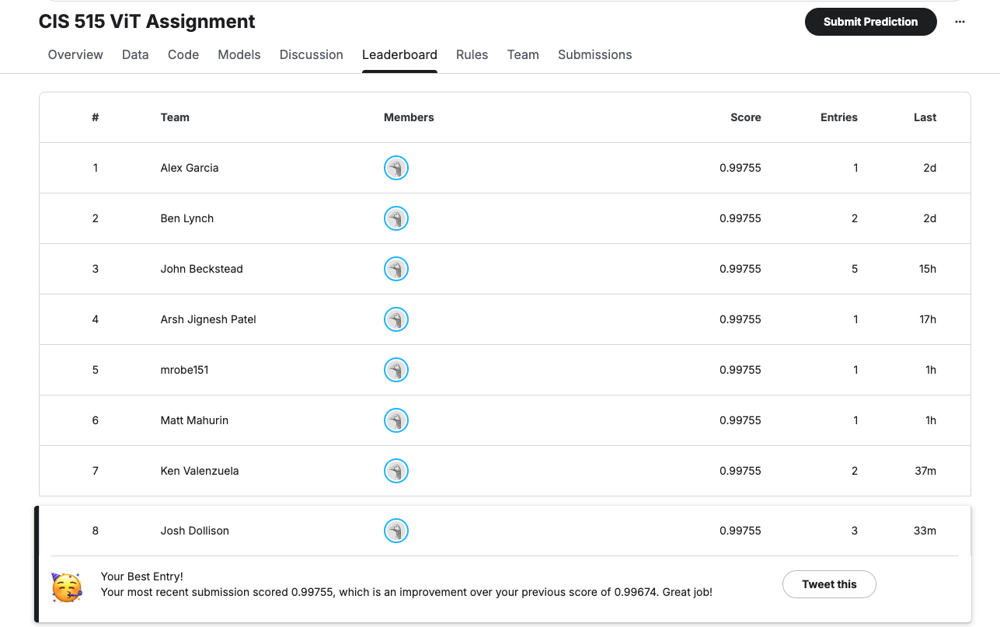 CIS 515 ViT Assignment
Submit Prediction
Overview Data Code Models Discussion Leaderboard Rules Team Submissions
# Team Members Score Entries Last
1 Alex Garcia 0.99755 1 2d
2 Ben Lynch 0.99755 2 2d
3 John Beckstead 0.99755 5 15h
4 Arsh Jignesh Patel 0.99755 1 17h
5 mrobe151 0.99755 1 1h
6 Matt Mahurin 0.99755 1 1h
7 Ken Valenzuela 0.99755 2 37m
8 Josh Dollison 0.99755 3 33m
Your Best Entry!
Your most recent submission scored 0.99755, which is an improvement over your previous score of 0.99674. Great job!
Tweet this